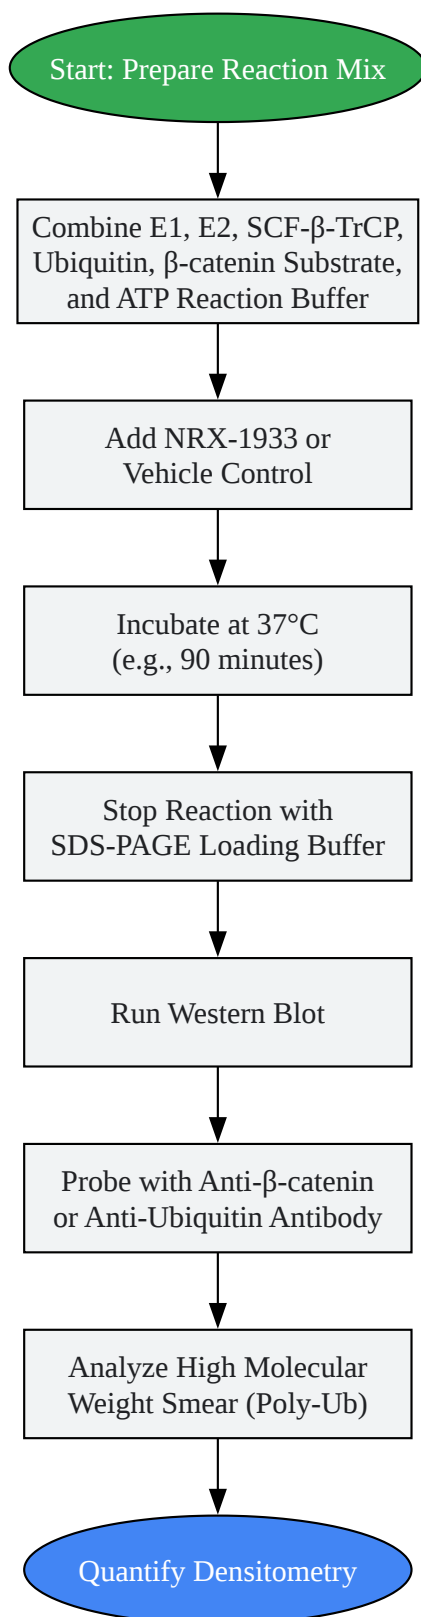 Start: Prepare Reaction Mix
Combine E1, E2, SCF-β-TrCP,
Ubiquitin, β-catenin Substrate,
and ATP Reaction Buffer
Add NRX-1933 or
Vehicle Control
Incubate at 37°C
(e.g., 90 minutes)
Stop Reaction with
SDS-PAGE Loading Buffer
Run Western Blot
Probe with Anti-β-catenin
or Anti-Ubiquitin Antibody
Analyze High Molecular
Weight Smear (Poly-Ub)
Quantify Densitometry